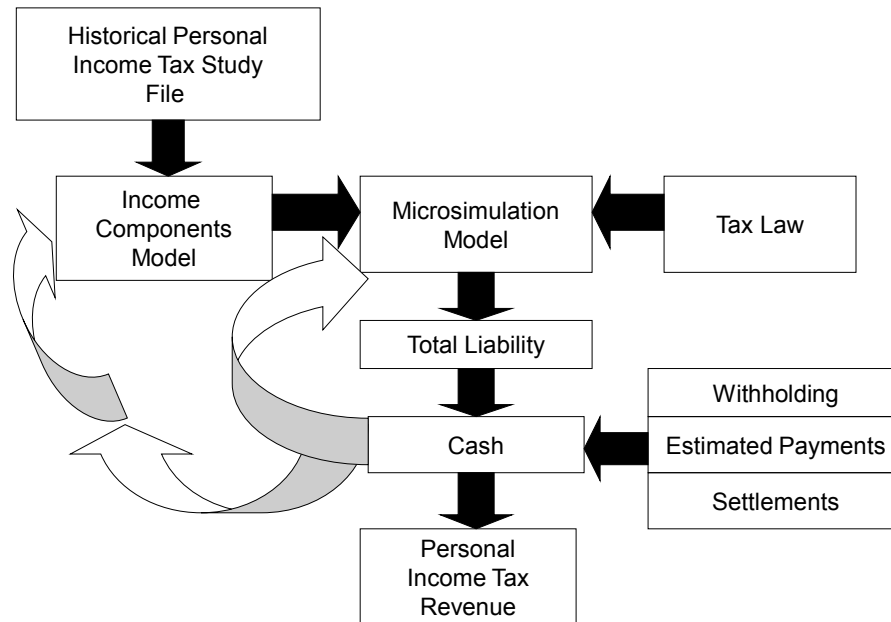 Historical Personal
Income Tax Study
File
Income
Components
Model
Microsimulation
Model
Tax Law
Total Liability
Withholding
Cash
Estimated Payments
Settlements
Personal
Income Tax
Revenue